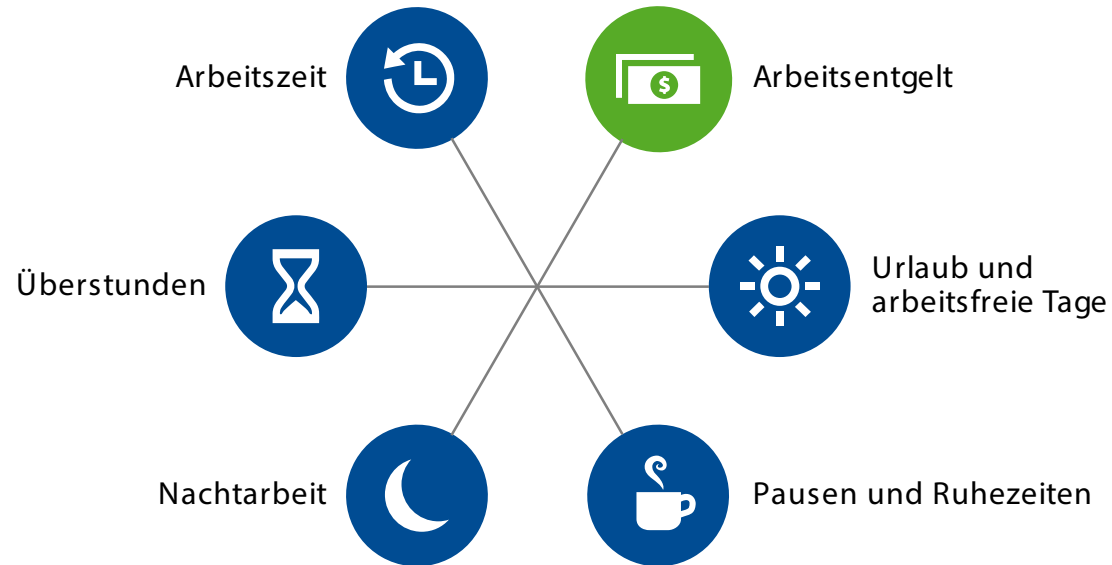 Arbeitszeit
Arbeitsentgelt
$
Überstunden
Urlaub und
arbeitsfreie Tage
Nachtarbeit
Pausen und Ruhezeiten